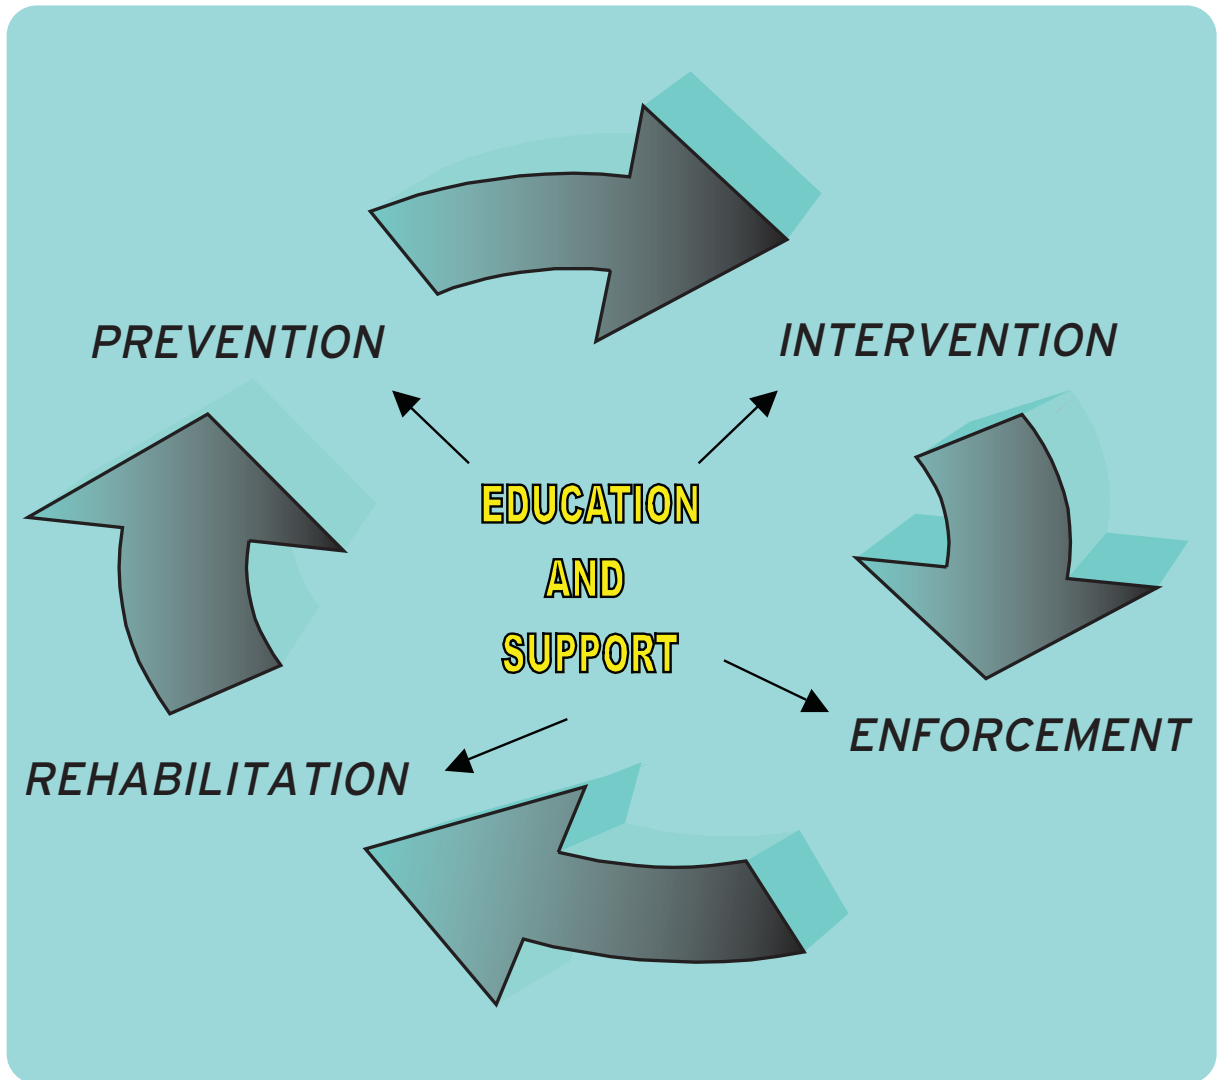 PREVENTION
INTERVENTION
EDUCATION
AND
SUPPORT
ENFORCEMENT
REHABILITATION